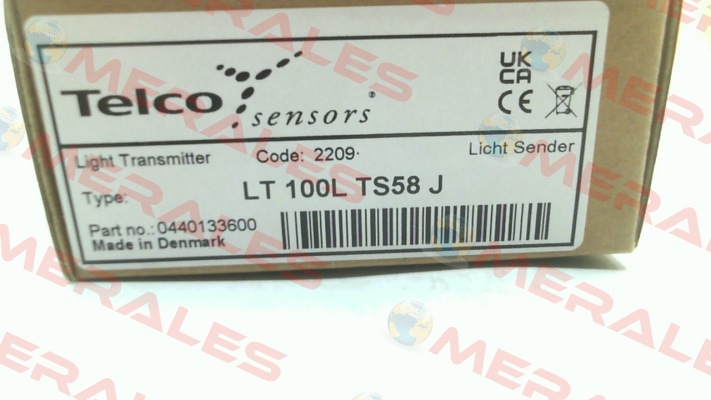 Telco sensors
UK
CA
CE
Light Transmitter Code: 2209· Licht Sender
Type: LT 100L TS58 J
Part no.:0440133600
Made in Denmark
MERALES
MERALES
MERALES
MERALES
MERALES